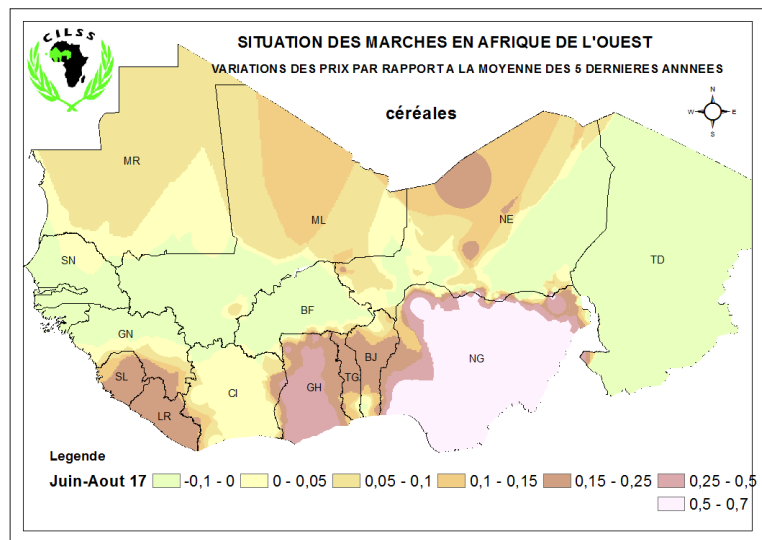 CILSS
SITUATION DES MARCHES EN AFRIQUE DE L'OUEST
VARIATIONS DES PRIX PAR RAPPORT A LA MOYENNE DES 5 DERNIERES ANNNEES
céréales
N
W E
S
MR
ML
NE
TD
SN
BF
GN
BJ
NG
SL
CI
GH
TG
LR
Legende
Juin-Aout 17 -0,1 - 0 0 - 0,05 0,05 - 0,1 0,1 - 0,15 0,15 - 0,25 0,25 - 0,5
0,5 - 0,7